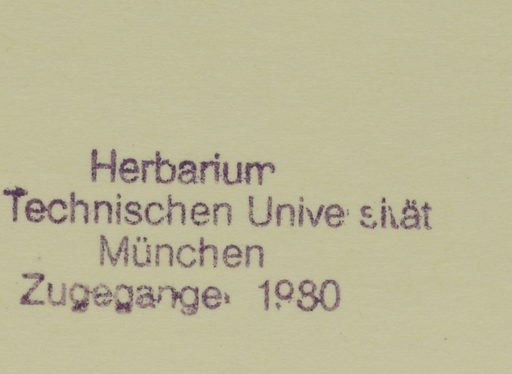 Herbarium
Technischen Universität
München
Zugegangen 1980